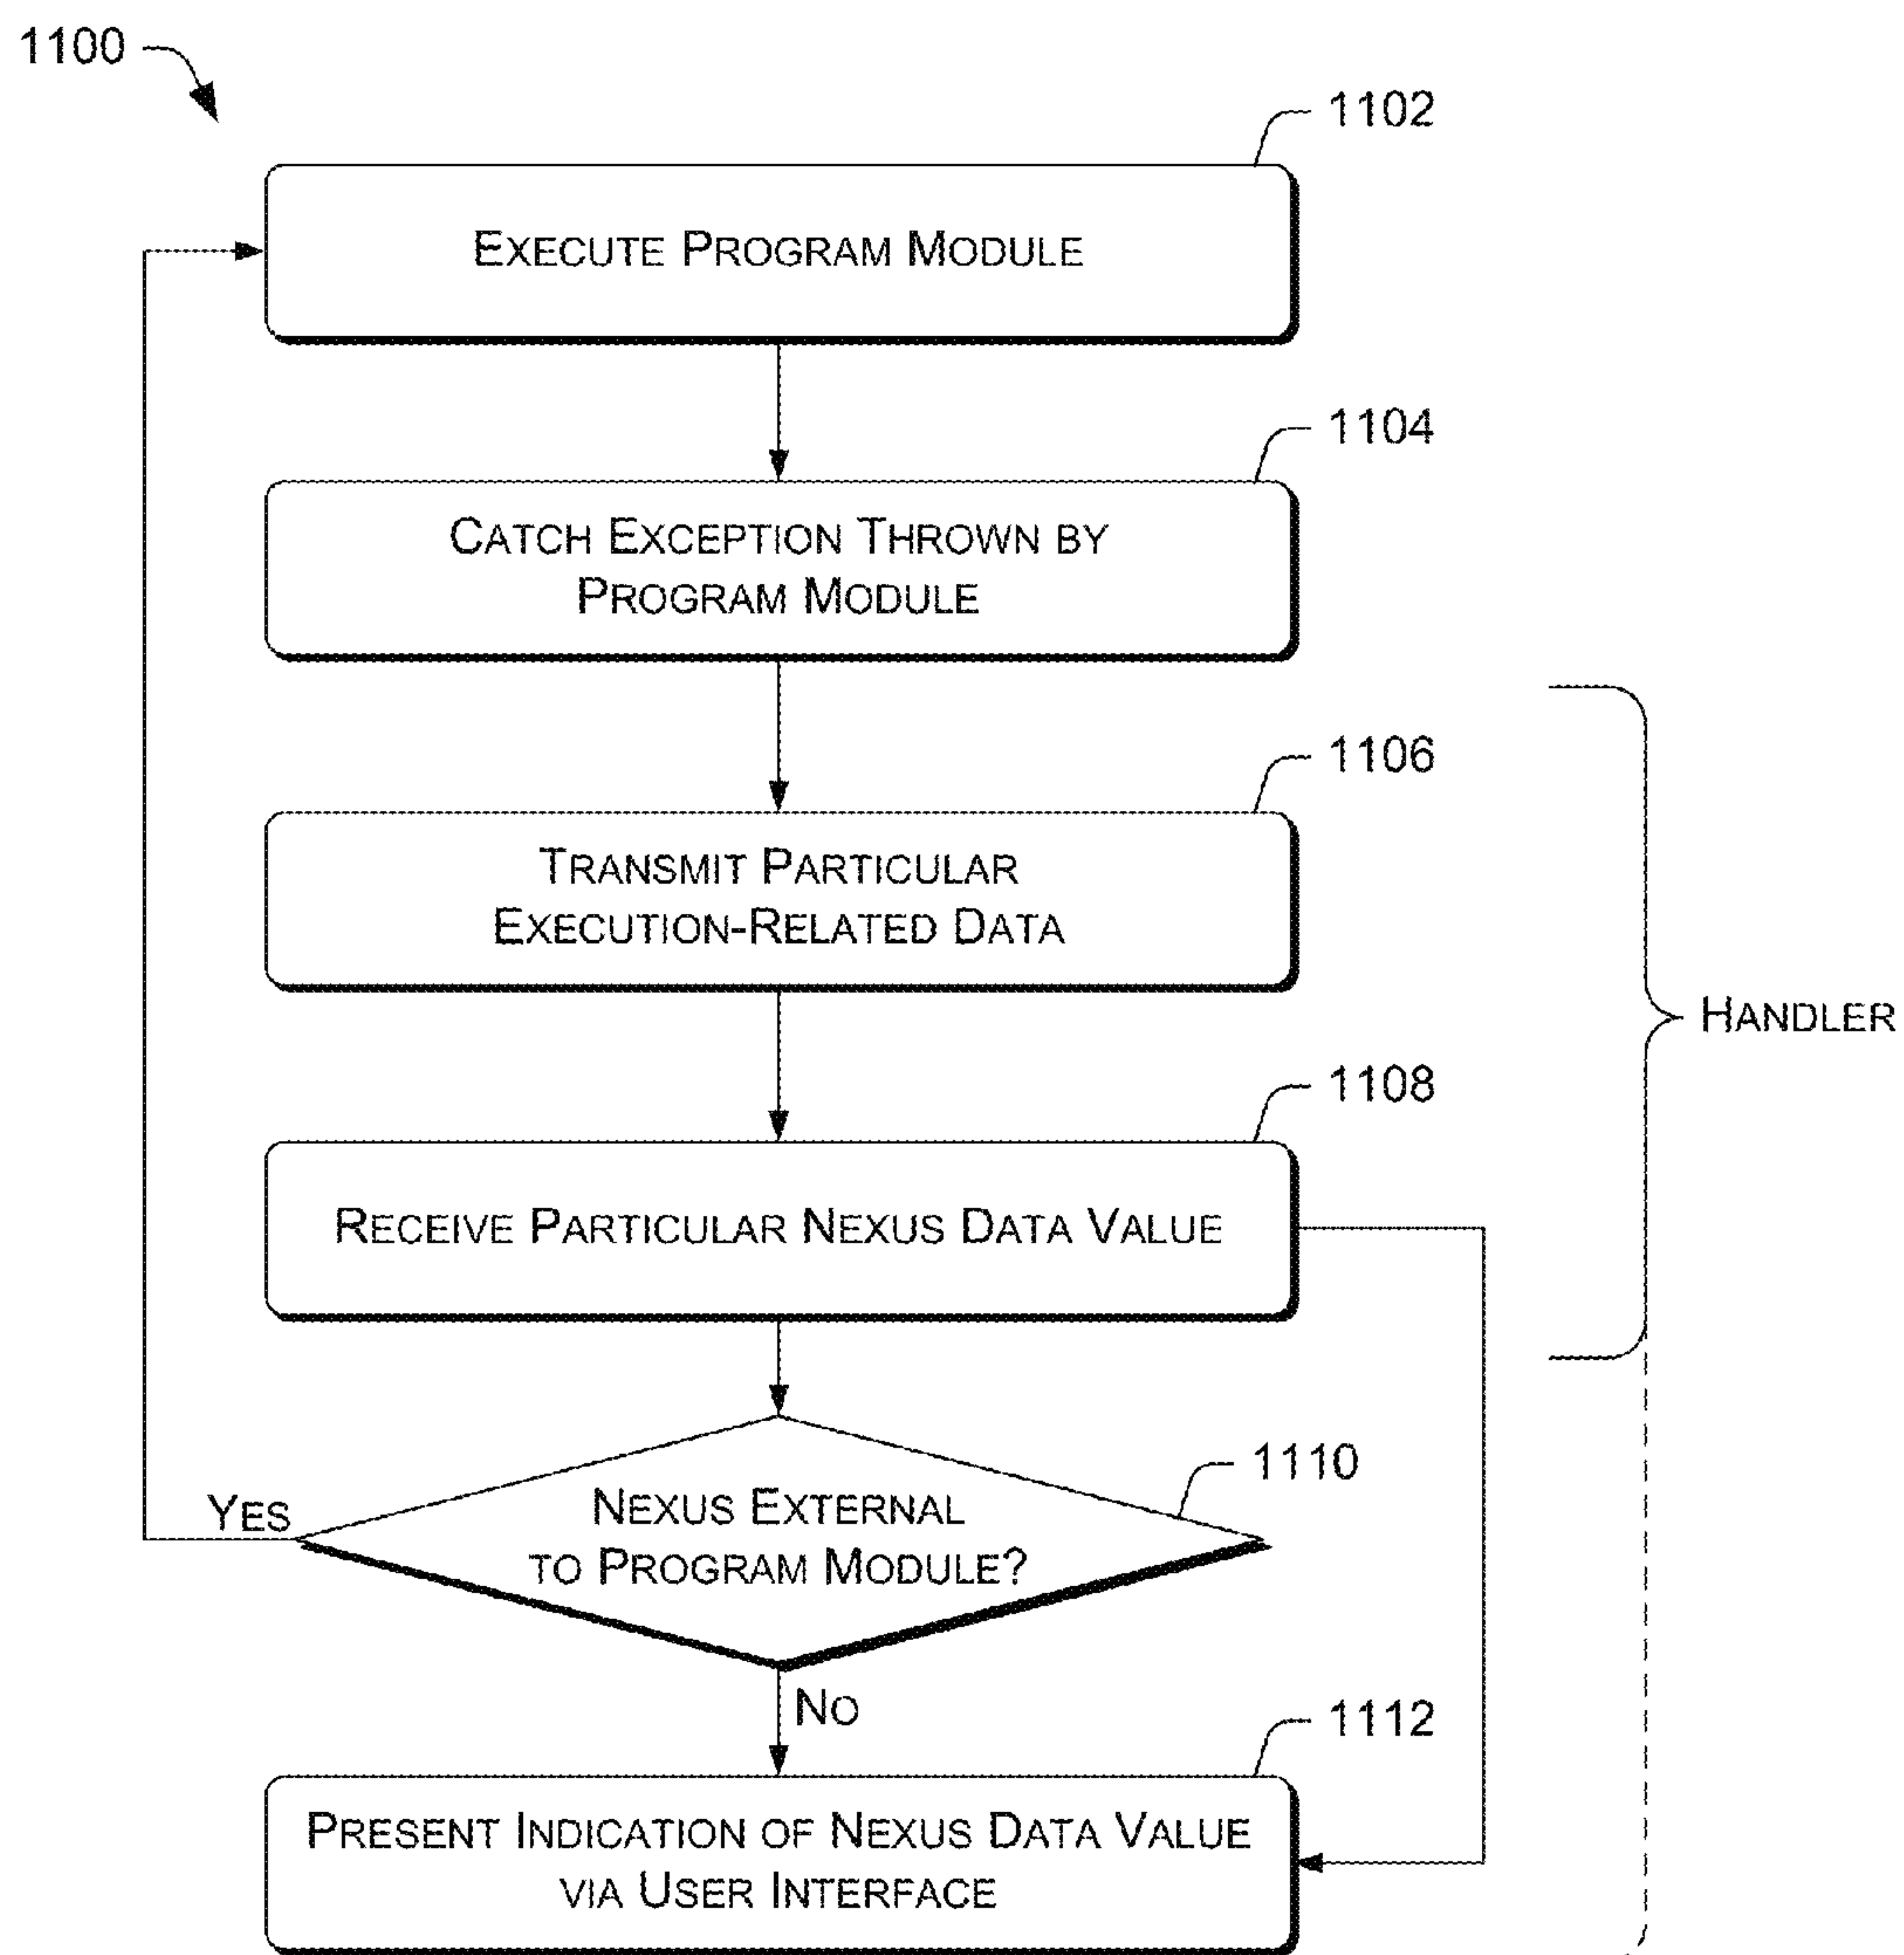 1100
1102
EXECUTE PROGRAM MODULE
1104
CATCH EXCEPTION THROWN BY
PROGRAM MODULE
1106
TRANSMIT PARTICULAR
EXECUTION-RELATED DATA
HANDLER
1108
RECEIVE PARTICULAR NEXUS DATA VALUE
1110
NEXUS EXTERNAL
TO PROGRAM MODULE?
YES
NO
1112
PRESENT INDICATION OF NEXUS DATA VALUE
VIA USER INTERFACE